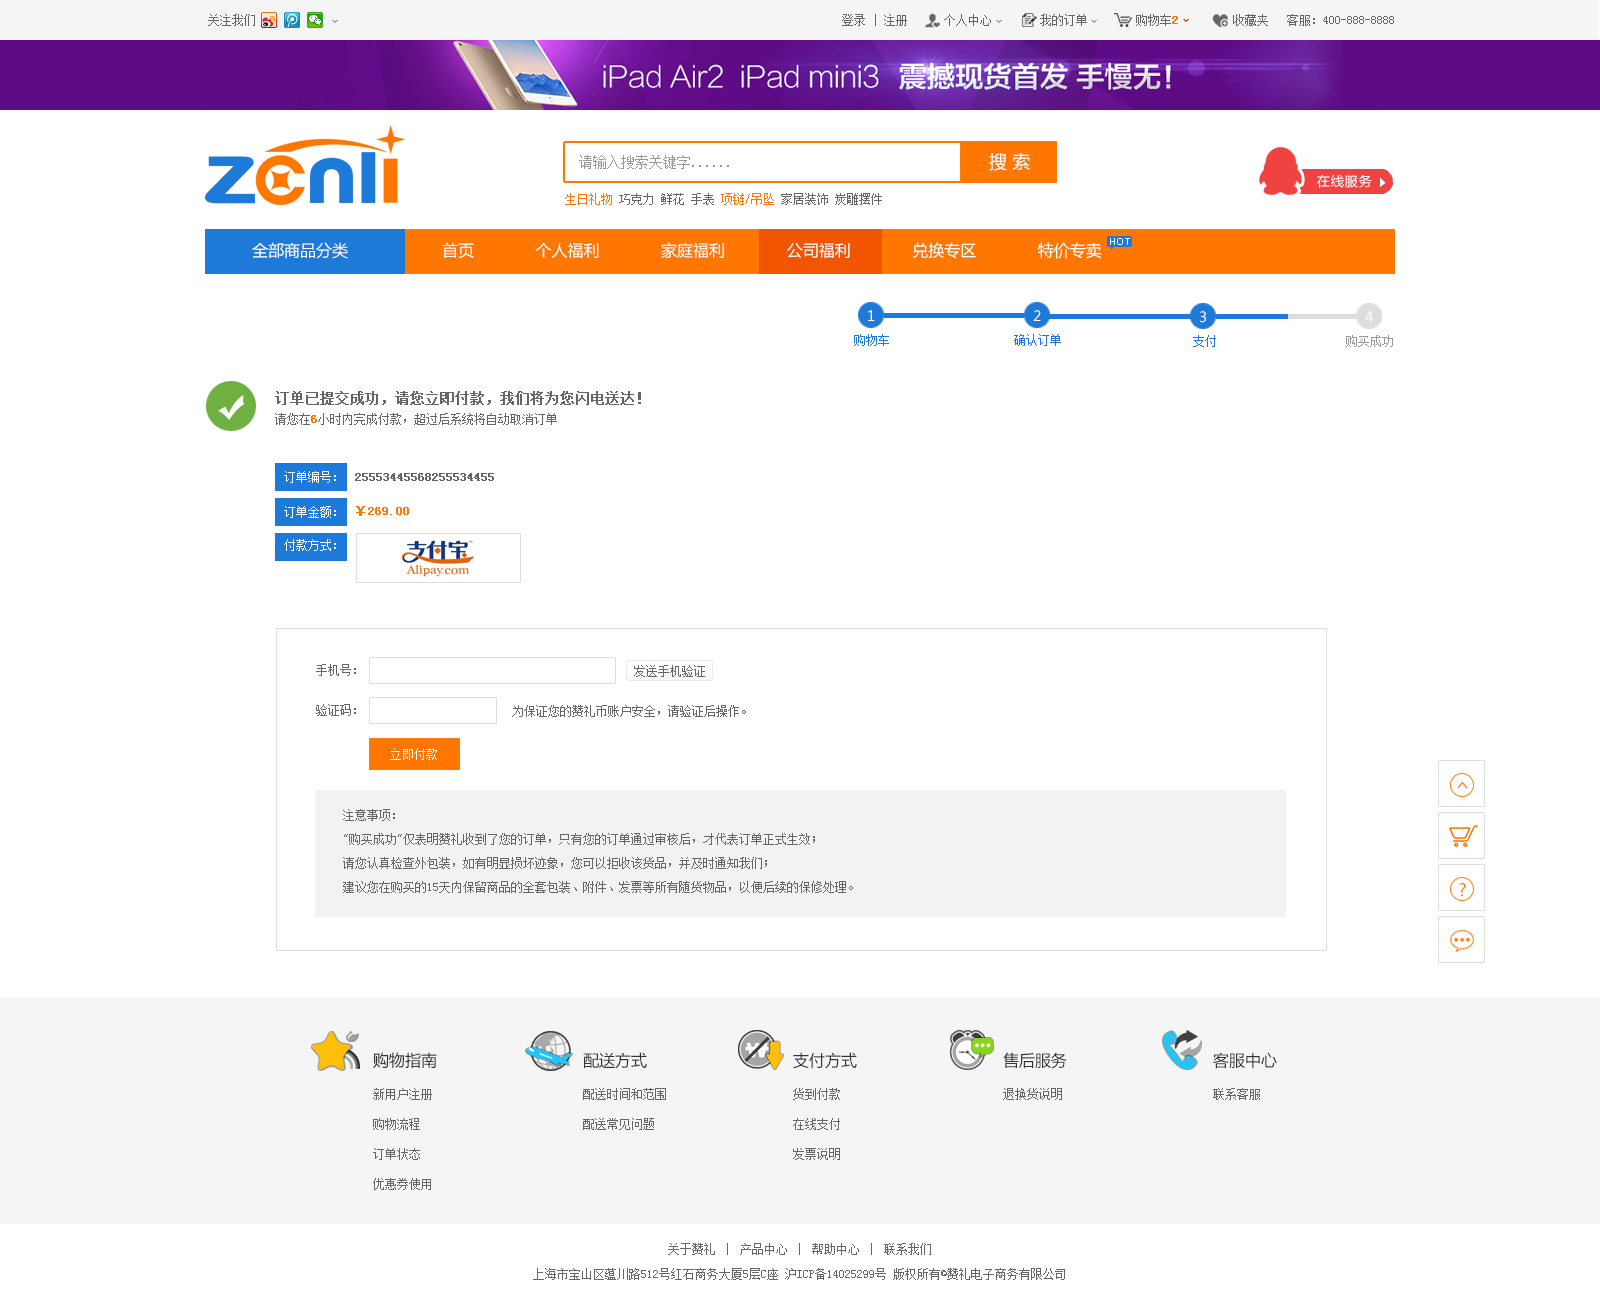 关注我们
登录 | 注册 个人中心 我的订单 购物车2 收藏夹 客服：400-888-8888
iPad Air2 iPad mini3 震撼现货首发 手慢无！
zenli
请输入搜索关键字...... 搜 索
在线服务
生日礼物 巧克力 鲜花 手表 项链/吊坠 家居装饰 炭雕摆件
全部商品分类 首页 个人福利 家庭福利 公司福利 兑换专区 特价专卖 HOT
1 2 3 4
购物车 确认订单 支付 购买成功
订单已提交成功，请您立即付款，我们将为您闪电送达！
请您在6小时内完成付款，超过后系统将自动取消订单
订单编号： 25553445568255534455
订单金额： ￥269.00
付款方式： 支付宝
Alipay.com
手机号： 发送手机验证
验证码： 为保证您的赞礼币账户安全，请验证后操作。
立即付款
注意事项：
“购买成功“仅表明赞礼收到了您的订单，只有您的订单通过审核后，才代表订单正式生效；
请您认真检查外包装，如有明显损坏迹象，您可以拒收该货品，并及时通知我们；
建议您在购买的15天内保留商品的全套包装、附件、发票等所有随货物品，以便后续的保修处理。
?
购物指南 配送方式 支付方式 售后服务 客服中心
新用户注册 配送时间和范围 货到付款 退换货说明 联系客服
购物流程 配送常见问题 在线支付
订单状态 发票说明
优惠券使用
关于赞礼 | 产品中心 | 帮助中心 | 联系我们
上海市宝山区蕴川路512号红石商务大厦5层C座 沪ICP备14025299号 版权所有©赞礼电子商务有限公司